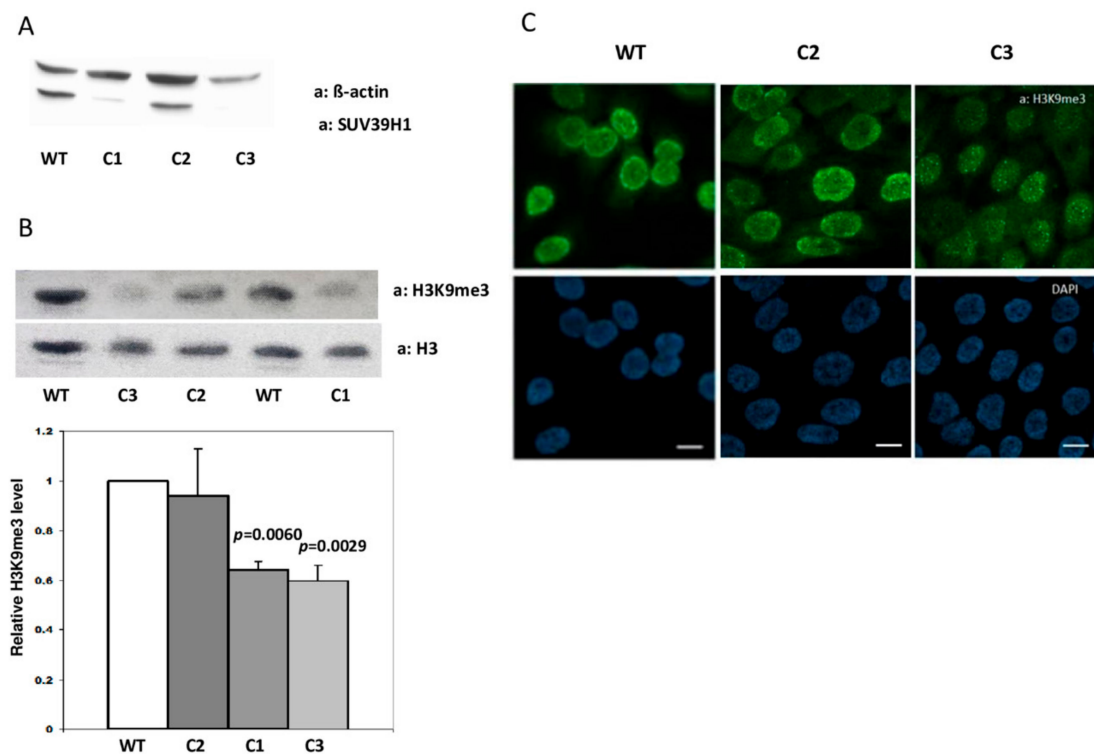 A
a: ß-actin
a: SUV39H1
WT C1 C2 C3
B
a: H3K9me3
a: H3
WT C3 C2 WT C1
1.2
1
0.8
0.6
0.4
0.2
0
Relative H3K9me3 level
p=0.0060
p=0.0029
WT C2 C1 C3
C
WT C2 C3
a: H3K9me3
DAPI